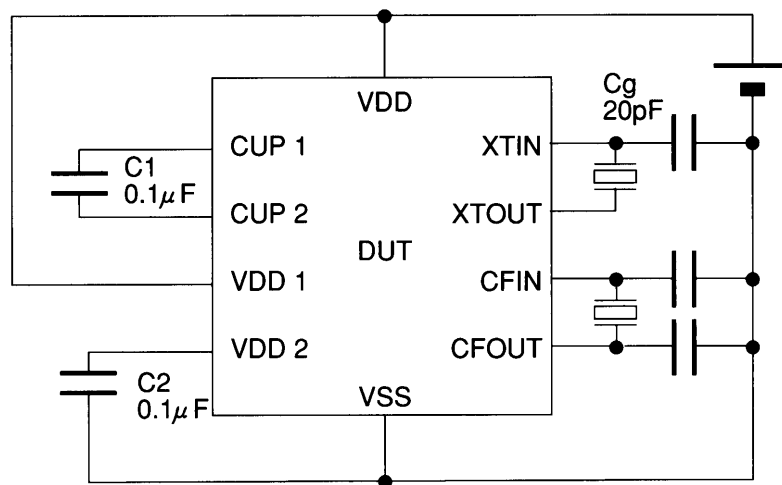 VDD
Cg
20pF
CUP 1
XTIN
C1
0.1μF
CUP 2
XTOUT
DUT
VDD 1
CFIN
VDD 2
CFOUT
C2
0.1μF
VSS